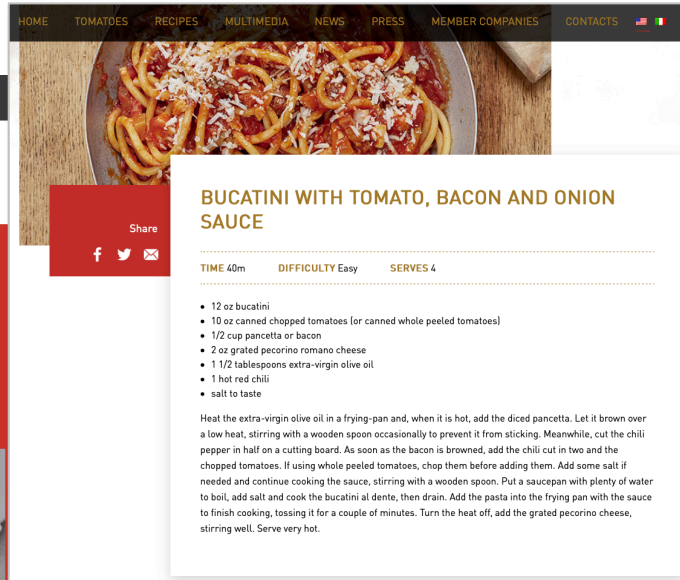 HOME TOMATOES RECIPES MULTIMEDIA NEWS PRESS MEMBER COMPANIES CONTACTS
BUCATINI WITH TOMATO, BACON AND ONION
SAUCE
Share
TIME 40m DIFFICULTY Easy SERVES 4
• 12 oz bucatini
• 10 oz canned chopped tomatoes (or canned whole peeled tomatoes)
• 1/2 cup pancetta or bacon
• 2 oz grated pecorino romano cheese
• 1 1/2 tablespoons extra-virgin olive oil
• 1 hot red chili
• salt to taste
Heat the extra-virgin olive oil in a frying-pan and, when it is hot, add the diced pancetta. Let it brown over
a low heat, stirring with a wooden spoon occasionally to prevent it from sticking. Meanwhile, cut the chili
pepper in half on a cutting board. As soon as the bacon is browned, add the chili cut in two and the
chopped tomatoes. If using whole peeled tomatoes, chop them before adding them. Add some salt if
needed and continue cooking the sauce, stirring with a wooden spoon. Put a saucepan with plenty of water
to boil, add salt and cook the bucatini al dente, then drain. Add the pasta into the frying pan with the sauce
to finish cooking, tossing it for a couple of minutes. Turn the heat off, add the grated pecorino cheese,
stirring well. Serve very hot.